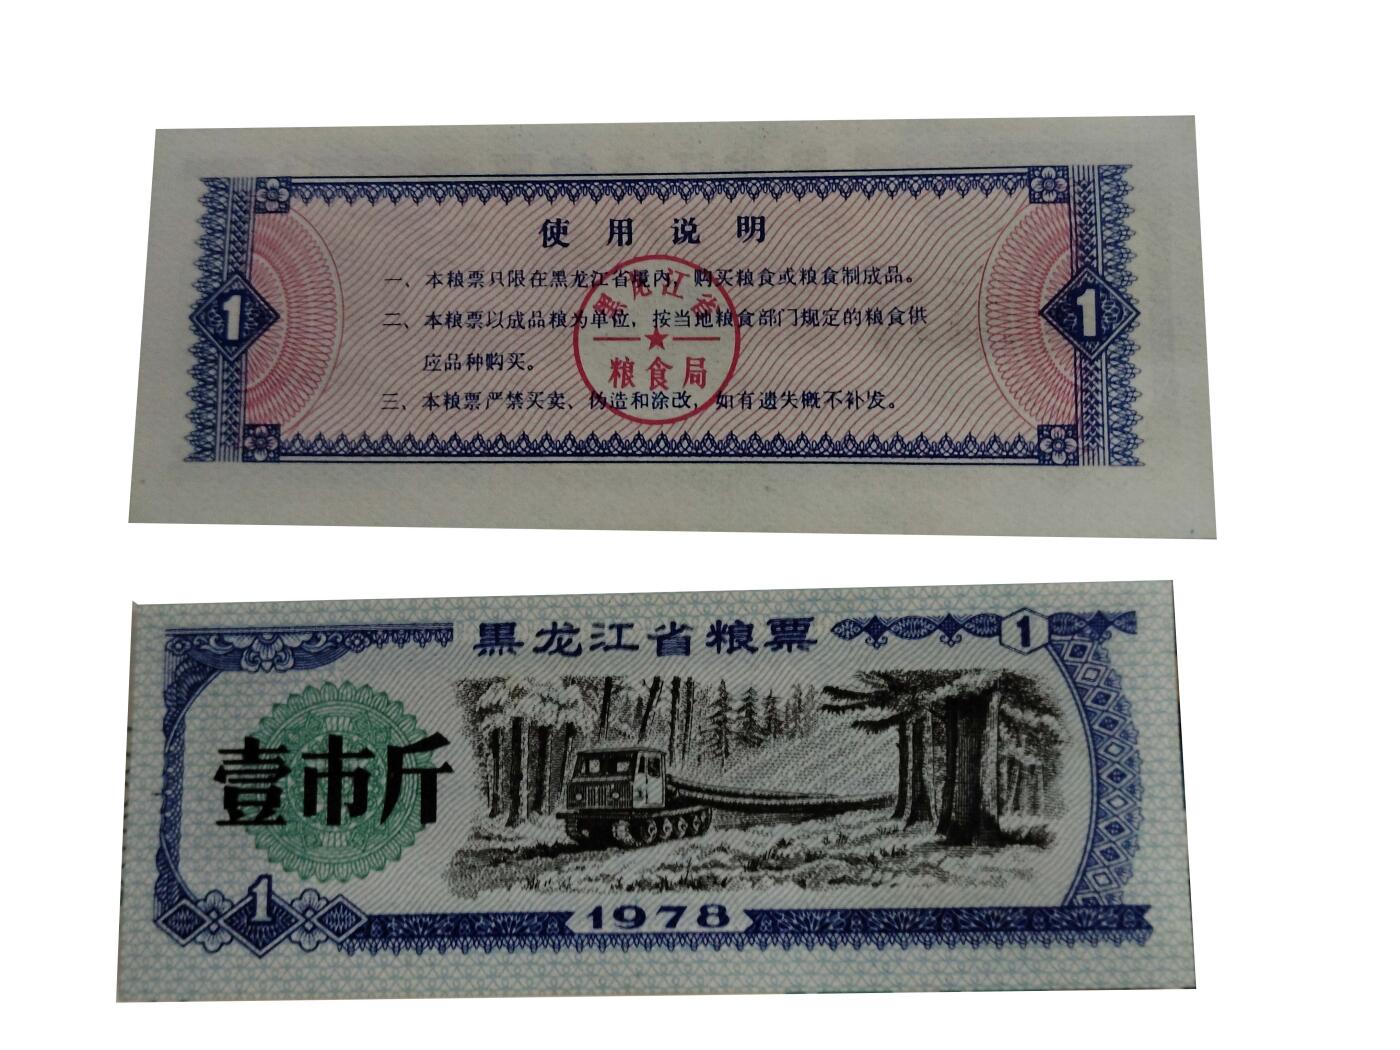 使用说明
一、本粮票只限在黑龙江省境内，购买粮食或粮食制成品。
二、本粮票以成品粮为单位，按当地粮食部门规定的粮食供
应品种购买。
三、本粮票严禁买卖、伪造和涂改，如有遗失概不补发。
黑龙江省
粮食局
1
1
黑龙江省粮票
1
壹市斤
1
1978